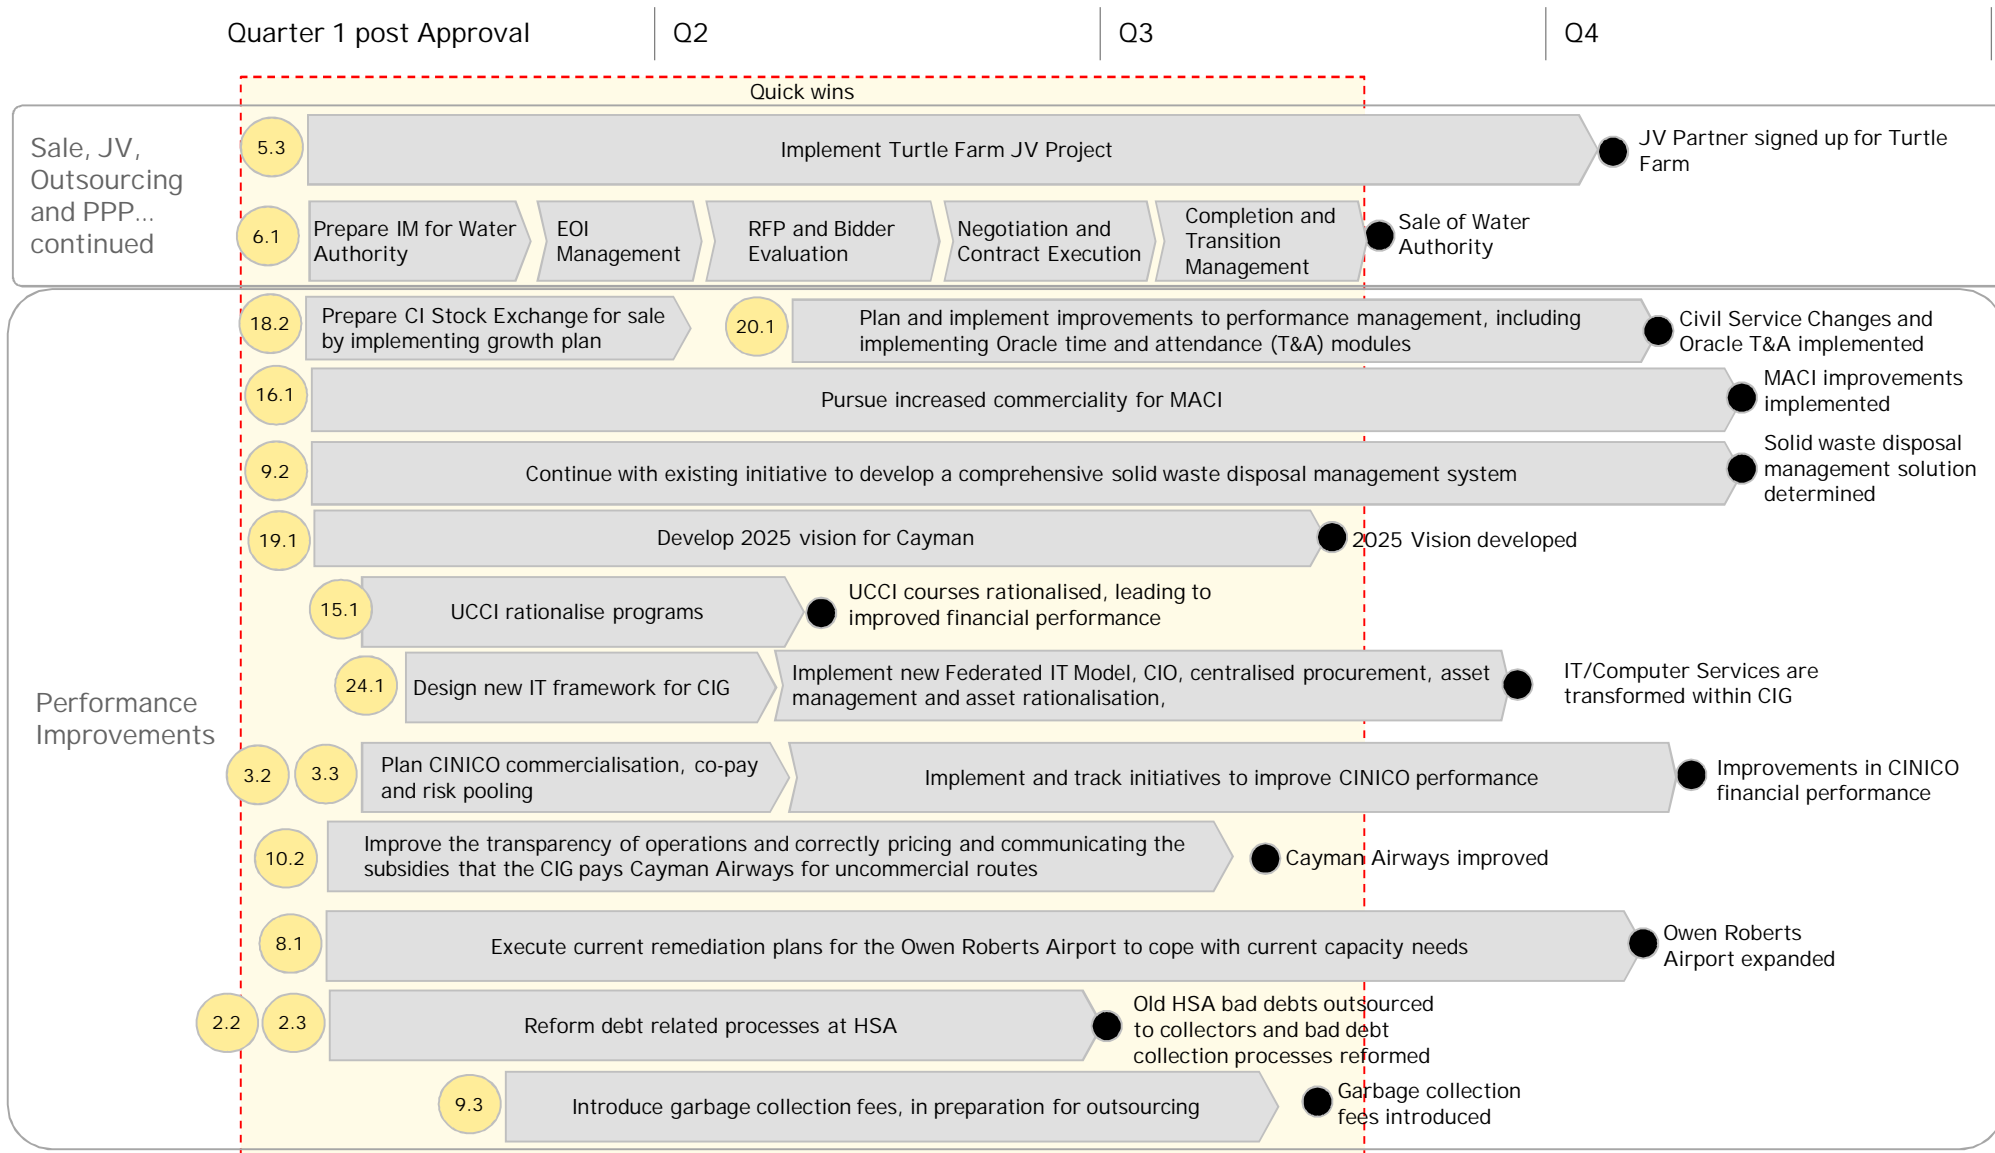 Quarter 1 post Approval
Q2
Q3
Q4
Quick wins
Sale, JV,
Outsourcing
and PPP...
continued
5.3
Implement Turtle Farm JV Project
JV Partner signed up for Turtle
Farm
6.1
Prepare IM for Water
Authority
EOI
Management
RFP and Bidder
Evaluation
Negotiation and
Contract Execution
Completion and
Transition
Management
Sale of Water
Authority
Performance
Improvements
18.2
Prepare CI Stock Exchange for sale
by implementing growth plan
20.1
Plan and implement improvements to performance management, including
implementing Oracle time and attendance (T&A) modules
Civil Service Changes and
Oracle T&A implemented
16.1
Pursue increased commerciality for MACI
MACI improvements
implemented
9.2
Continue with existing initiative to develop a comprehensive solid waste disposal management system
Solid waste disposal
management solution
determined
19.1
Develop 2025 vision for Cayman
2025 Vision developed
15.1
UCCI rationalise programs
UCCI courses rationalised, leading to
improved financial performance
24.1
Design new IT framework for CIG
Implement new Federated IT Model, CIO, centralised procurement, asset
management and asset rationalisation,
IT/Computer Services are
transformed within CIG
3.2
3.3
Plan CINICO commercialisation, co-pay
and risk pooling
Implement and track initiatives to improve CINICO performance
Improvements in CINICO
financial performance
10.2
Improve the transparency of operations and correctly pricing and communicating the
subsidies that the CIG pays Cayman Airways for uncommercial routes
Cayman Airways improved
8.1
Execute current remediation plans for the Owen Roberts Airport to cope with current capacity needs
Owen Roberts
Airport expanded
2.2
2.3
Reform debt related processes at HSA
Old HSA bad debts outsourced
to collectors and bad debt
collection processes reformed
9.3
Introduce garbage collection fees, in preparation for outsourcing
Garbage collection
fees introduced